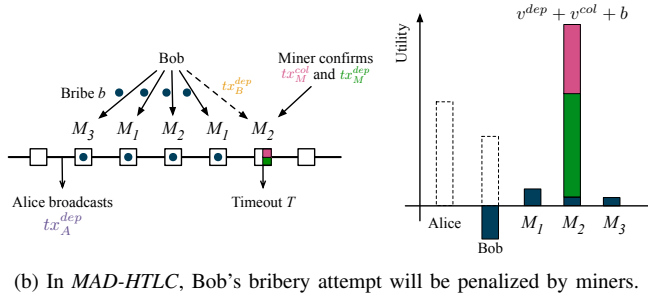 Bob
Bribe b
tx_B^{dep}
Miner confirms
tx_M^{col} and tx_M^{dep}
M_3 M_1 M_2 M_1 M_2
Alice broadcasts
tx_A^{dep}
Timeout T
v^{dep} + v^{col} + b
Utility
Alice
Bob
M_1
M_2
M_3
(b) In MAD-HTLC, Bob's bribery attempt will be penalized by miners.